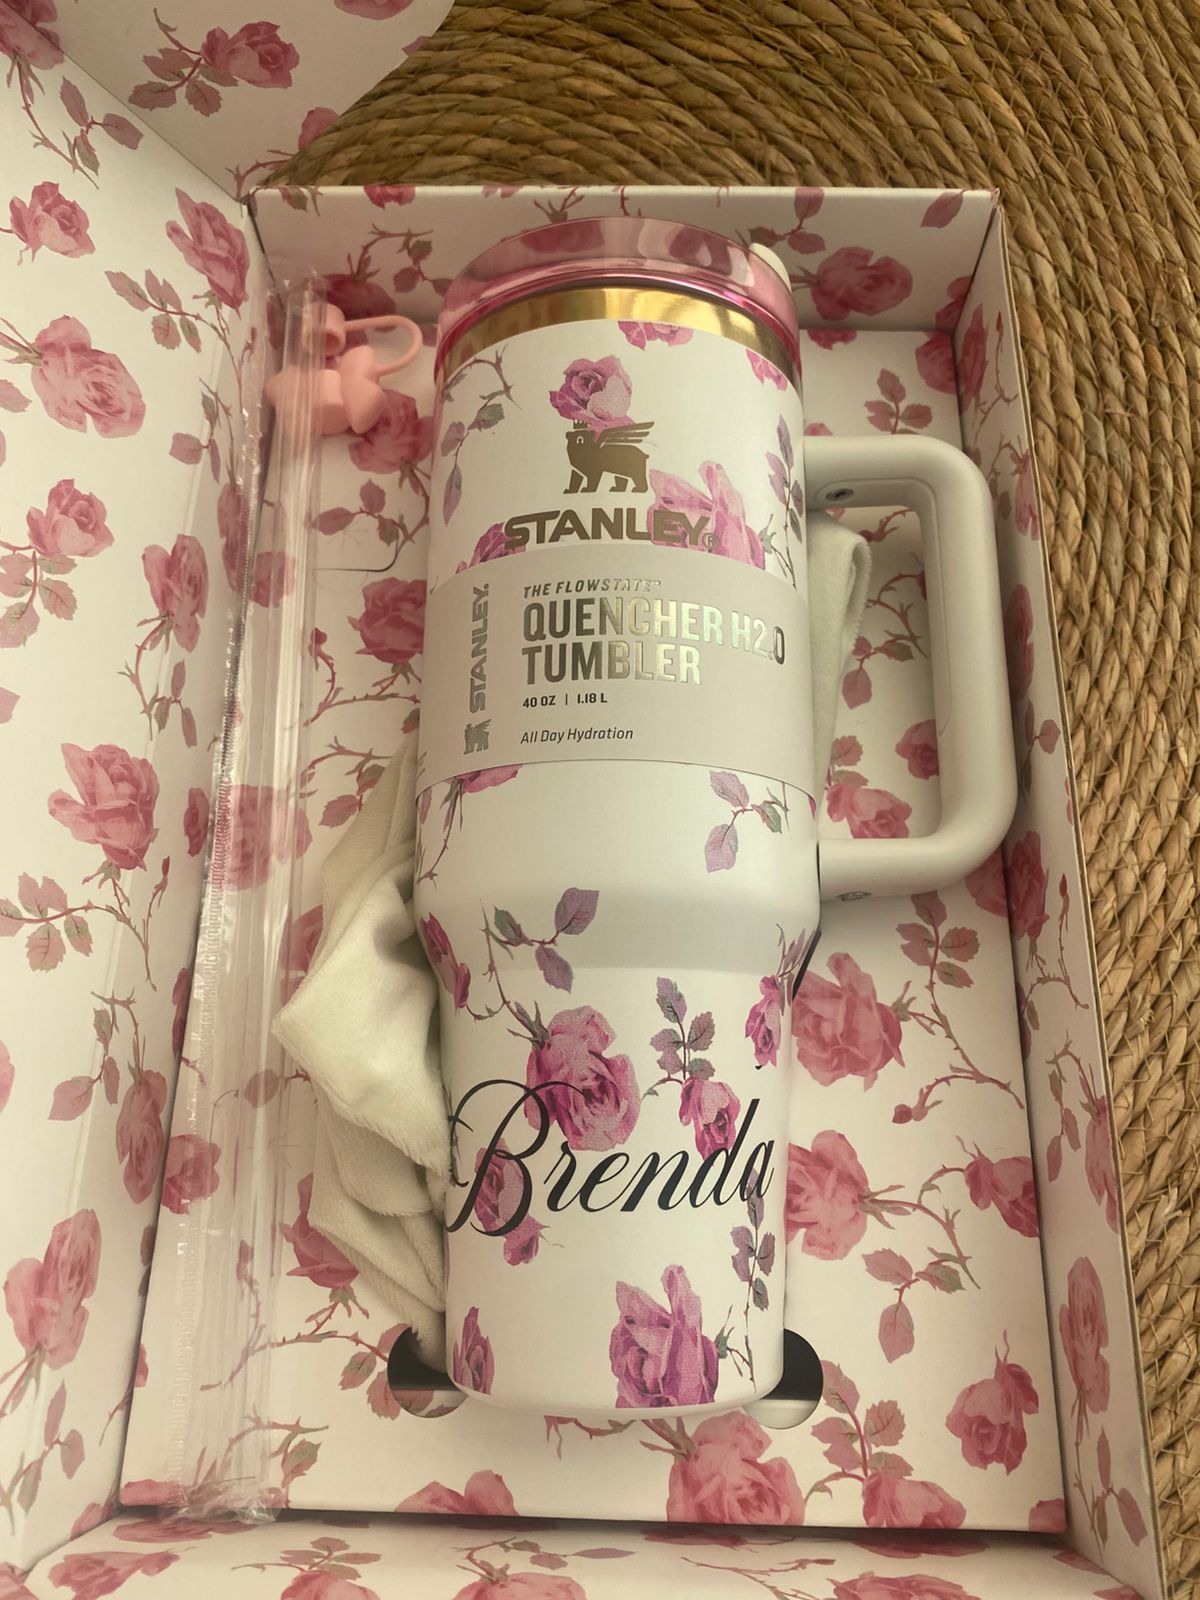 STANLEY®
STANLEY.
THE FLOWSTATE™
QUENCHER H2.0
TUMBLER
40 OZ | 1.18 L
All Day Hydration
Brenda